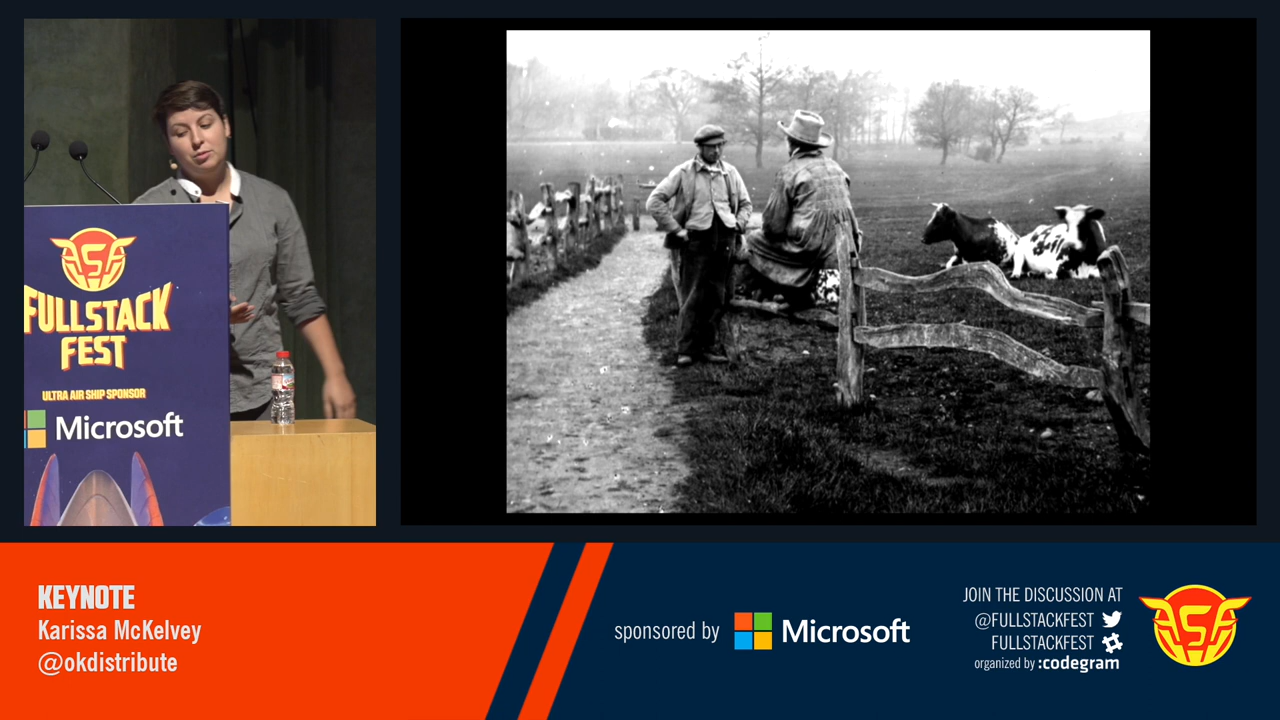 FULLSTACK
FEST
ULTRA AIR SHIP SPONSOR
Microsoft
KEYNOTE
Karissa McKelvey
@okdistribute
sponsored by Microsoft
JOIN THE DISCUSSION AT
@FULLSTACKFEST
FULLSTACKFEST
organized by :codegram